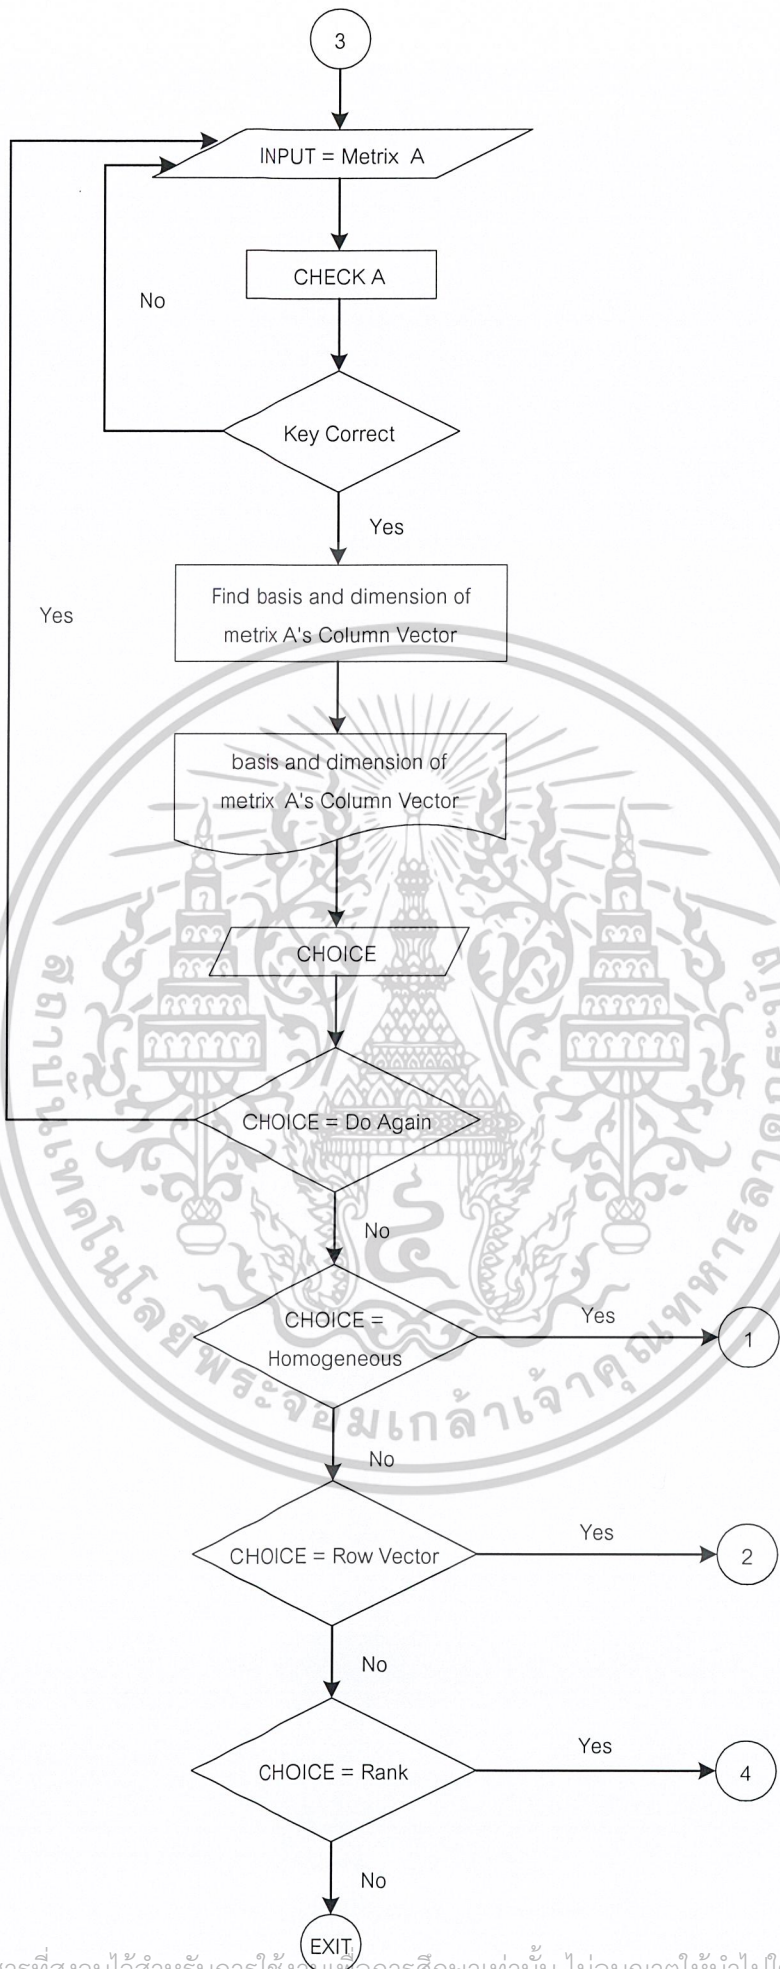 3
INPUT = Metrix A
CHECK A
No
Key Correct
Yes
Find basis and dimension of
metrix A's Column Vector
Yes
basis and dimension of
metrix A's Column Vector
CHOICE
CHOICE = Do Again
No
CHOICE =
Homogeneous
Yes
1
No
CHOICE = Row Vector
Yes
2
No
CHOICE = Rank
Yes
4
No
EXIT